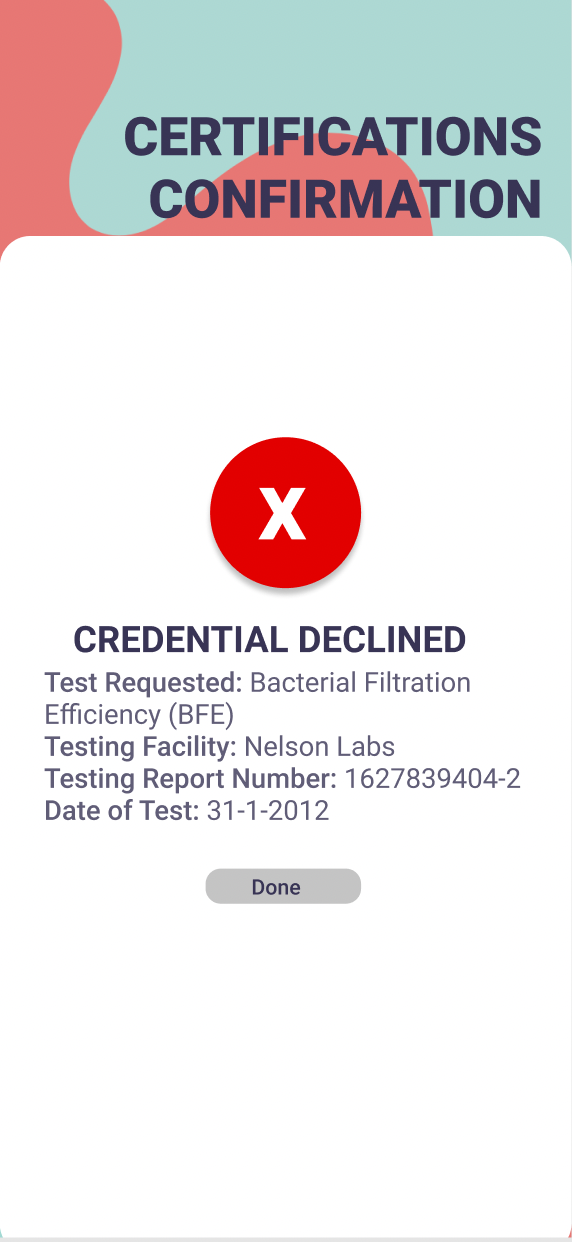 CERTIFICATIONS
CONFIRMATION
X
CREDENTIAL DECLINED
Test Requested: Bacterial Filtration
Efficiency (BFE)
Testing Facility: Nelson Labs
Testing Report Number: 1627839404-2
Date of Test: 31-1-2012
Done